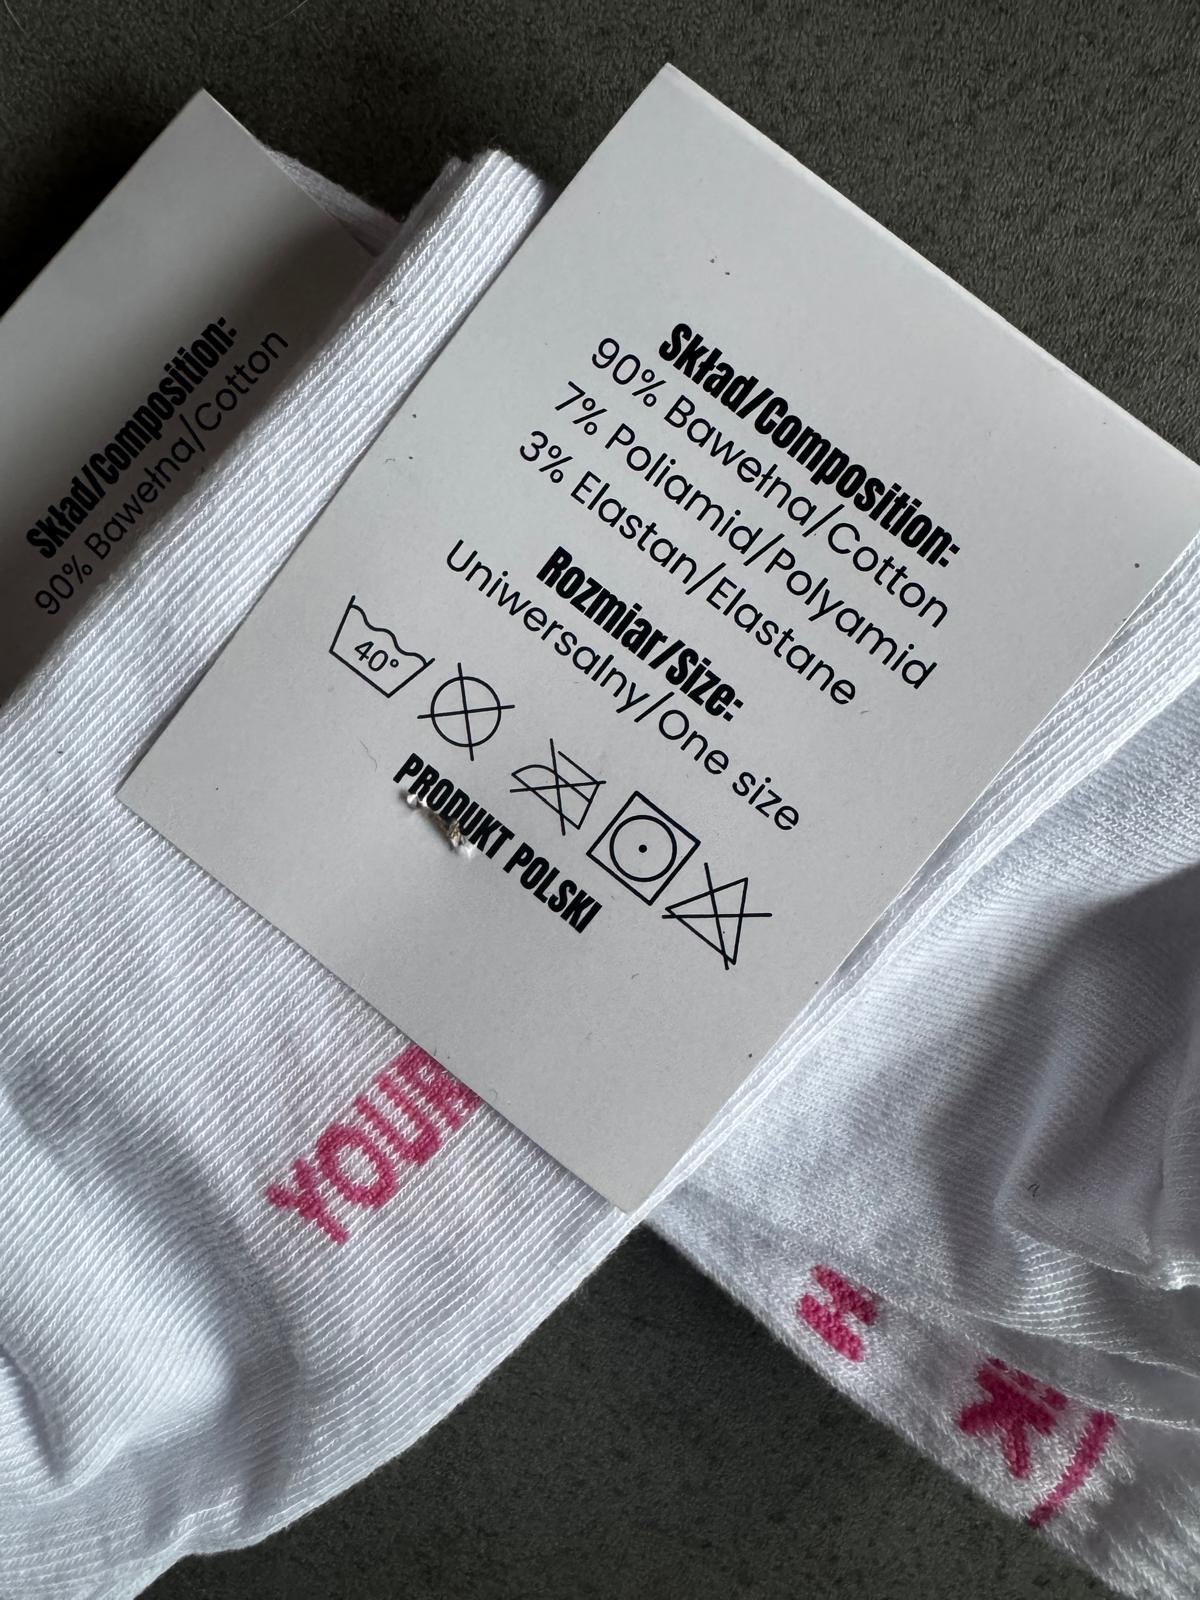 Skład/Composition:
90% Bawełna/Cotton
Skład/Composition:
90% Bawełna/Cotton
7% Poliamid/Polyamid
3% Elastan/Elastane
Rozmiar/Size:
Uniwersalny/One size
40°
PRODUKT POLSKI